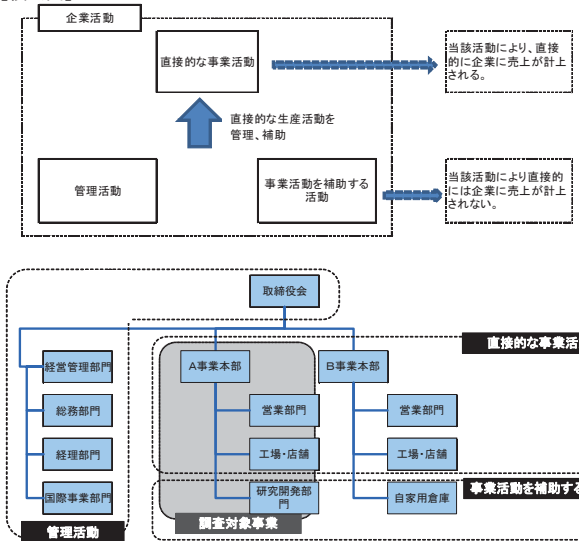 企業活動
直接的な事業活動
当該活動により、直接
的に企業に売上が計上
される。
直接的な生産活動を
管理、補助
管理活動
事業活動を補助する
活動
当該活動により直接的
には企業に売上が計上
されない。
取締役会
直接的な事業活
経営管理部門
A事業本部
B事業本部
総務部門
営業部門
営業部門
経理部門
工場・店舗
工場・店舗
国際事業部門
研究開発部
門
自家用倉庫
事業活動を補助する
調査対象事業
管理活動